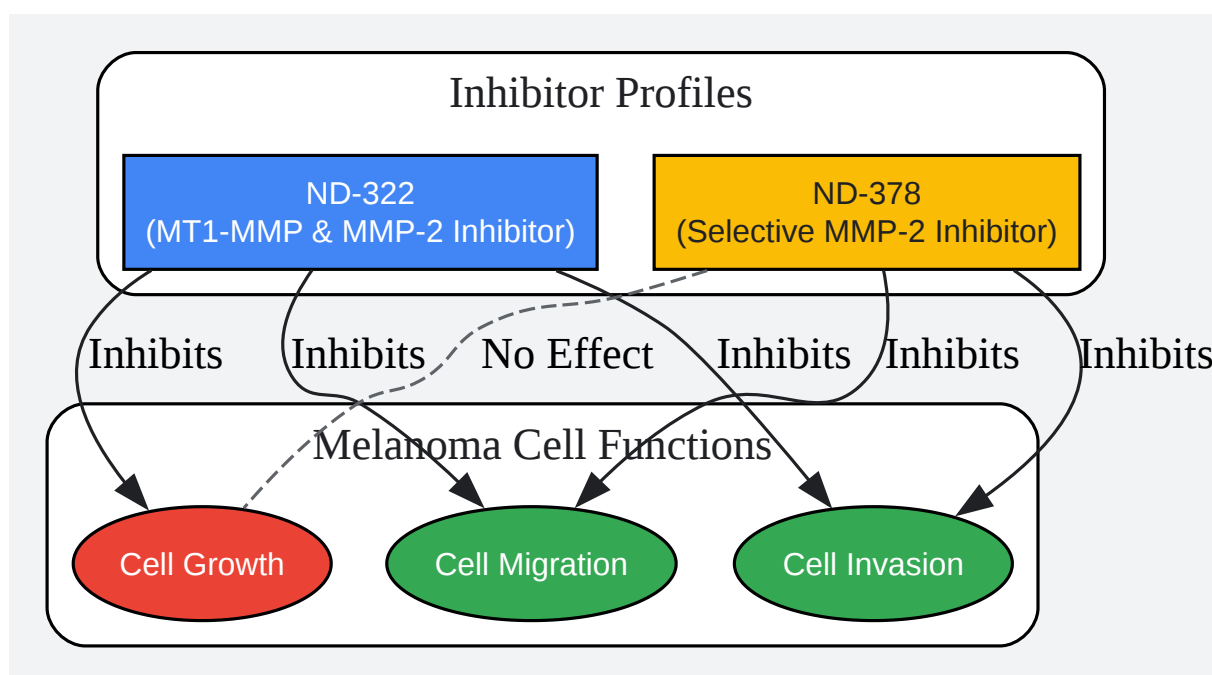 Inhibitor Profiles
ND-322
(MT1-MMP & MMP-2 Inhibitor)
ND-378
(Selective MMP-2 Inhibitor)
Inhibits
Inhibits
No Effect
Inhibits
Inhibits
Inhibits
Melanoma Cell Functions
Cell Growth
Cell Migration
Cell Invasion